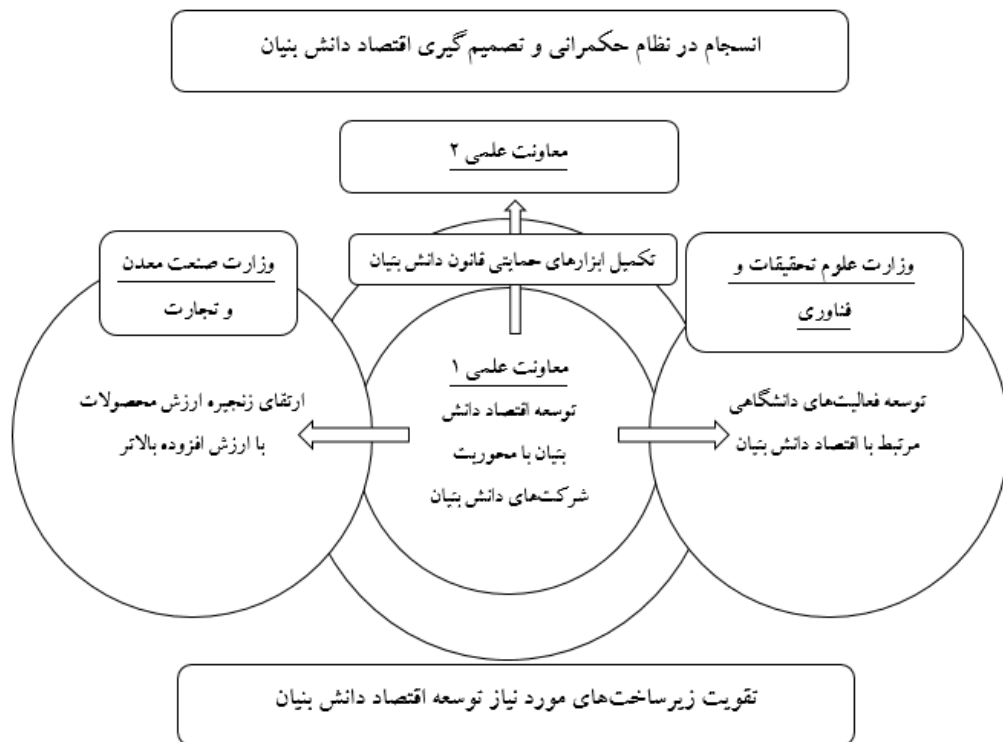 انسجام در نظام حکمرانی و تصمیم‌گیری اقتصاد دانش بنیان
معاونت علمی ۲
تکمیل ابزارهای حمایتی قانون دانش بنیان
وزارت علوم تحقیقات و
فناوری
توسعه فعالیت‌های دانشگاهی
مرتبط با اقتصاد دانش بنیان
معاونت علمی ۱
توسعه اقتصاد دانش
بنیان با محوریت
شرکت‌های دانش بنیان
وزارت صنعت معدن
و تجارت
ارتقای زنجیره ارزش محصولات
با ارزش افزوده بالاتر
تقویت زیرساخت‌های مورد نیاز توسعه اقتصاد دانش بنیان